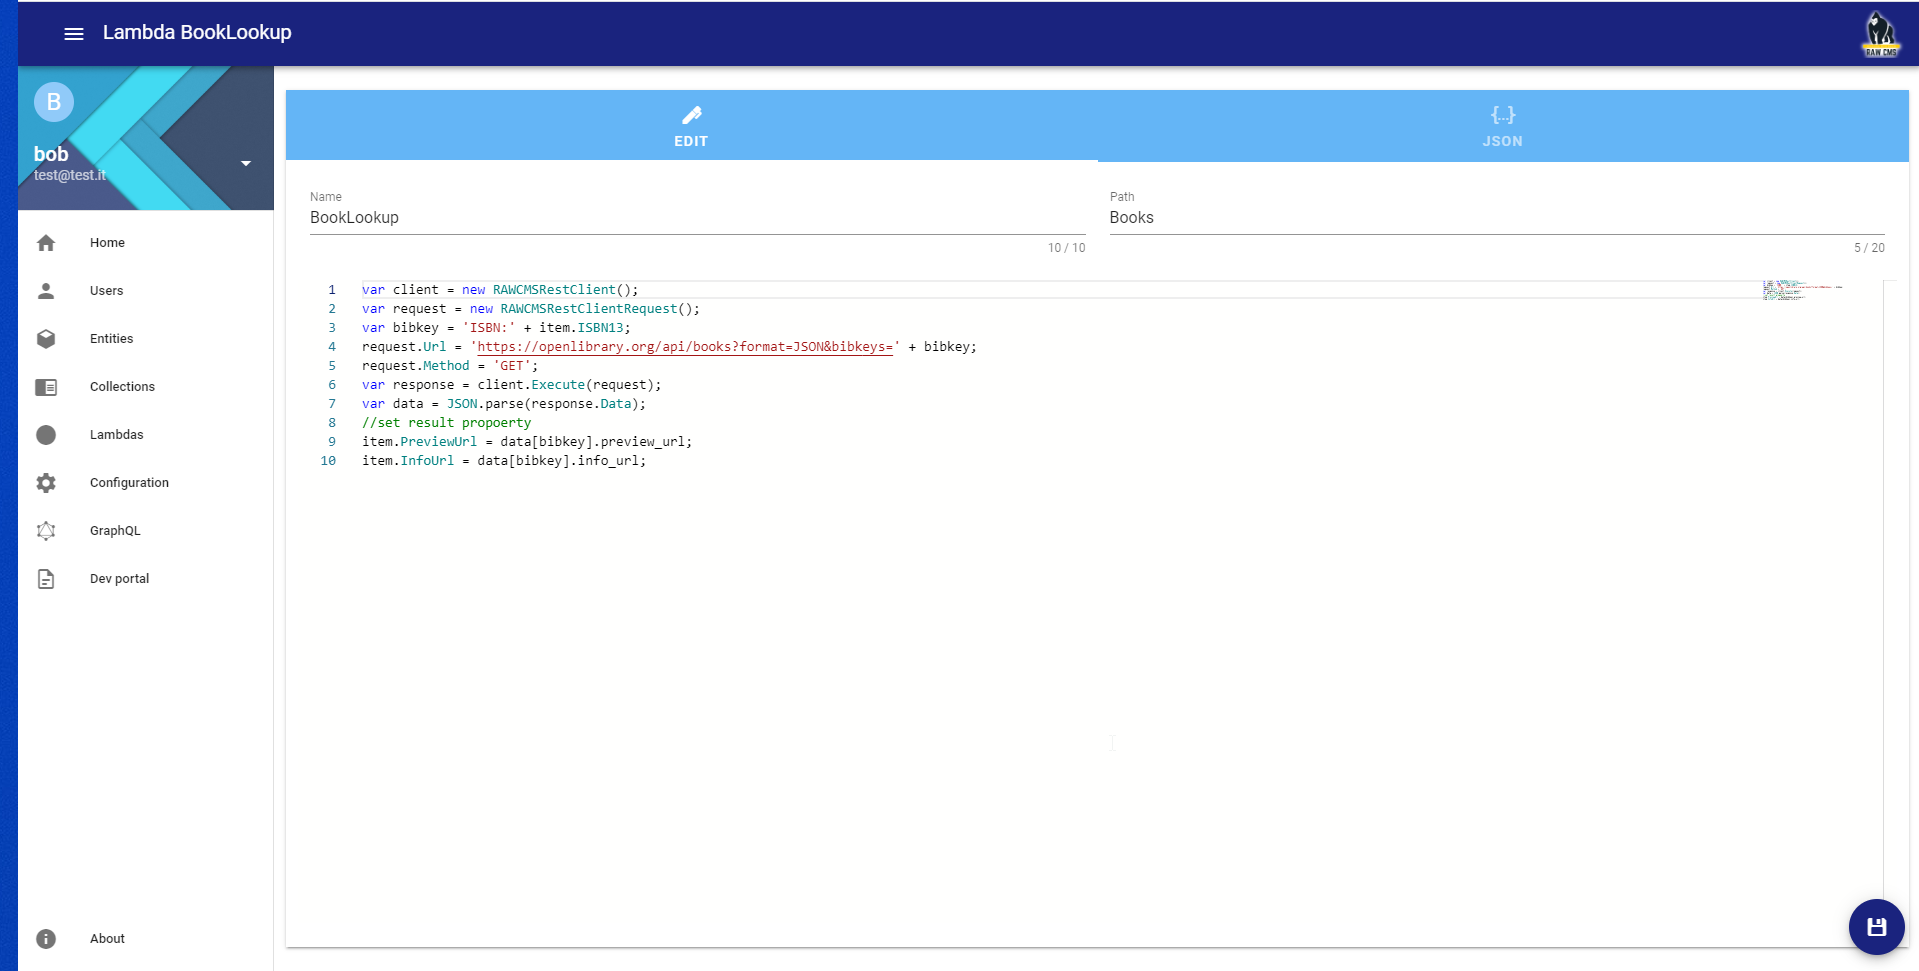 Lambda BookLookup
RAW CMS
B
bob
test@test.it
Home
Users
Entities
Collections
Lambdas
Configuration
GraphQL
Dev portal
About
EDIT
{...}
JSON
Name
BookLookup
10 / 10
Path
Books
5 / 20
1 var client = new RAWCMSRestClient();
2 var request = new RAWCMSRestClientRequest();
3 var bibkey = 'ISBN:' + item.ISBN13;
4 request.Url = 'https://openlibrary.org/api/books?format=JSON&bibkeys=' + bibkey;
5 request.Method = 'GET';
6 var response = client.Execute(request);
7 var data = JSON.parse(response.Data);
8 //set result propoerty
9 item.PreviewUrl = data[bibkey].preview_url;
10 item.InfoUrl = data[bibkey].info_url;